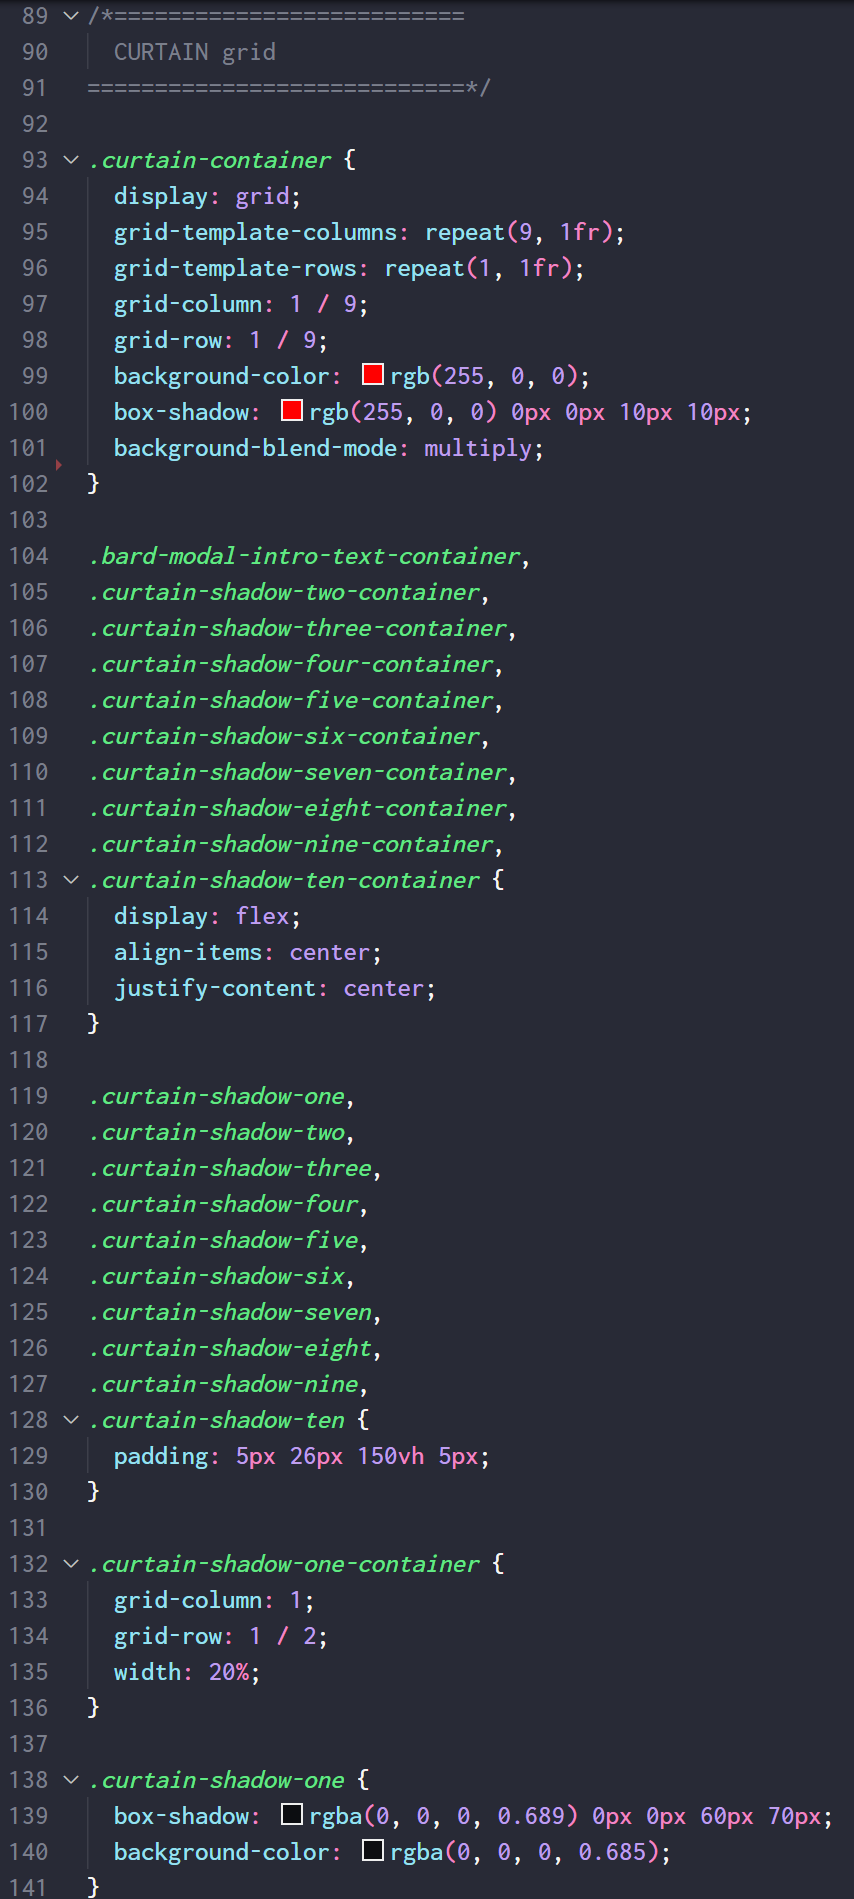 89 /*==========================
90 CURTAIN grid
91 ============================*/
92
93 .curtain-container {
94 display: grid;
95 grid-template-columns: repeat(9, 1fr);
96 grid-template-rows: repeat(1, 1fr);
97 grid-column: 1 / 9;
98 grid-row: 1 / 9;
99 background-color: rgb(255, 0, 0);
100 box-shadow: rgb(255, 0, 0) 0px 0px 10px 10px;
101 background-blend-mode: multiply;
102 }
103
104 .bard-modal-intro-text-container,
105 .curtain-shadow-two-container,
106 .curtain-shadow-three-container,
107 .curtain-shadow-four-container,
108 .curtain-shadow-five-container,
109 .curtain-shadow-six-container,
110 .curtain-shadow-seven-container,
111 .curtain-shadow-eight-container,
112 .curtain-shadow-nine-container,
113 .curtain-shadow-ten-container {
114 display: flex;
115 align-items: center;
116 justify-content: center;
117 }
118
119 .curtain-shadow-one,
120 .curtain-shadow-two,
121 .curtain-shadow-three,
122 .curtain-shadow-four,
123 .curtain-shadow-five,
124 .curtain-shadow-six,
125 .curtain-shadow-seven,
126 .curtain-shadow-eight,
127 .curtain-shadow-nine,
128 .curtain-shadow-ten {
129 padding: 5px 26px 150vh 5px;
130 }
131
132 .curtain-shadow-one-container {
133 grid-column: 1;
134 grid-row: 1 / 2;
135 width: 20%;
136 }
137
138 .curtain-shadow-one {
139 box-shadow: rgba(0, 0, 0, 0.689) 0px 0px 60px 70px;
140 background-color: rgba(0, 0, 0, 0.685);
141 }